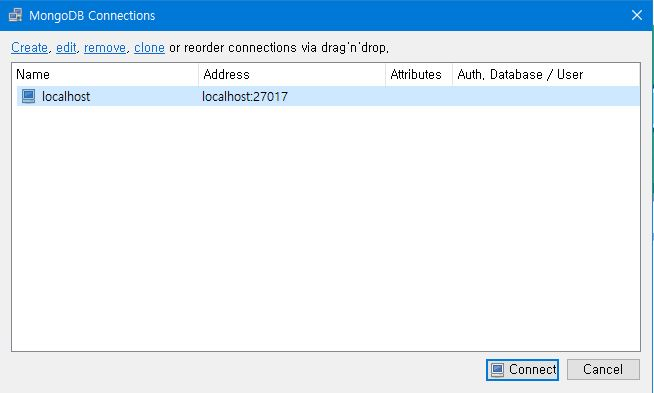 MongoDB Connections
Create, edit, remove, clone or reorder connections via drag'n'drop.
Name Address Attributes Auth. Database / User
localhost localhost:27017
Connect Cancel